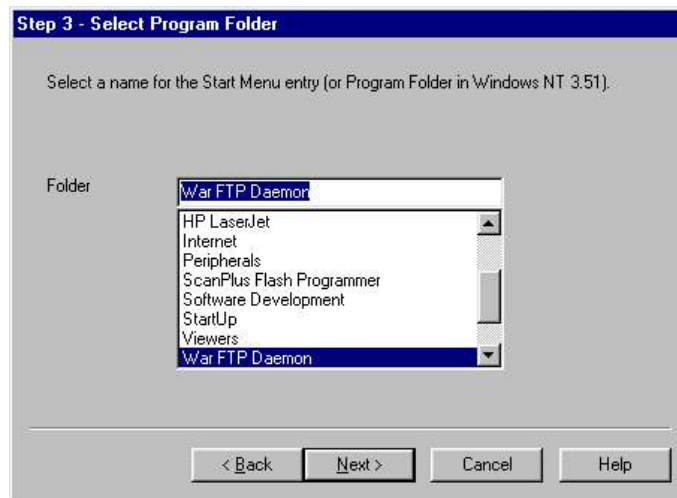 Step 3 - Select Program Folder
Select a name for the Start Menu entry (or Program Folder in Windows NT 3.51).
Folder
War FTP Daemon
HP LaserJet
Internet
Peripherals
ScanPlus Flash Programmer
Software Development
StartUp
Viewers
War FTP Daemon
< Back
Next >
Cancel
Help